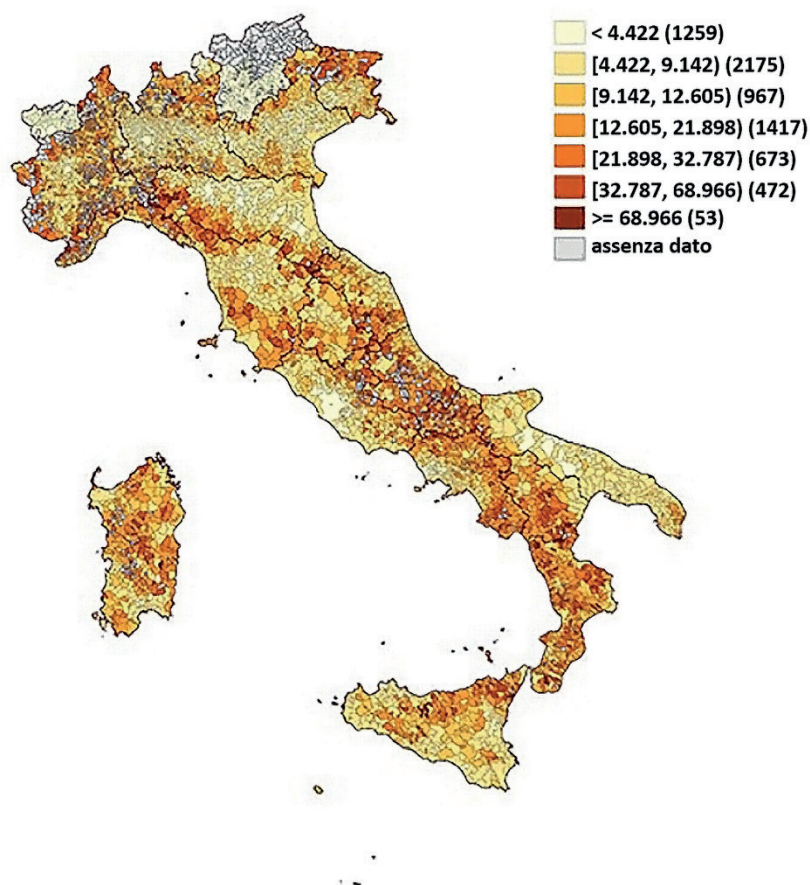 < 4.422 (1259)
[4.422, 9.142) (2175)
[9.142, 12.605) (967)
[12.605, 21.898) (1417)
[21.898, 32.787) (673)
[32.787, 68.966) (472)
>= 68.966 (53)
assenza dato